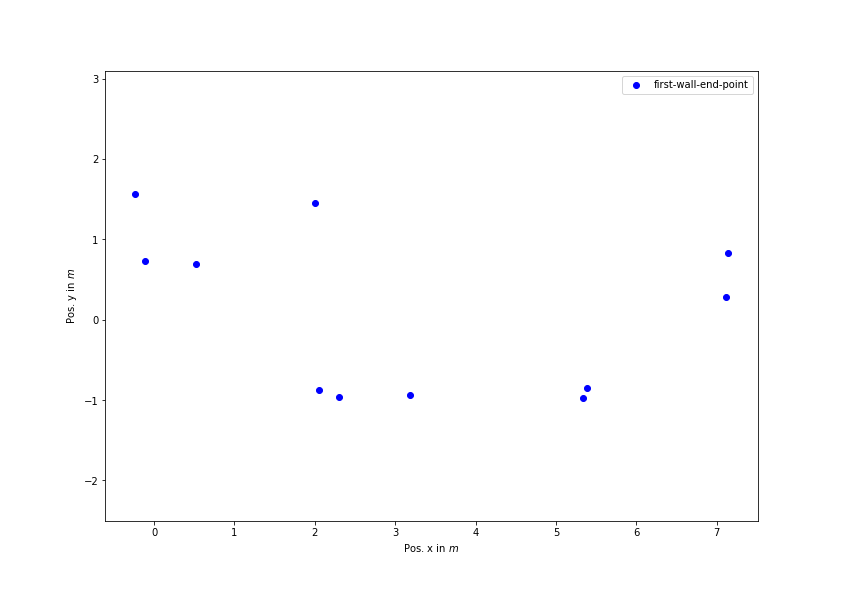 first-wall-end-point
3
2
1
0
−1
−2
Pos. y in m
0 1 2 3 4 5 6 7
Pos. x in m